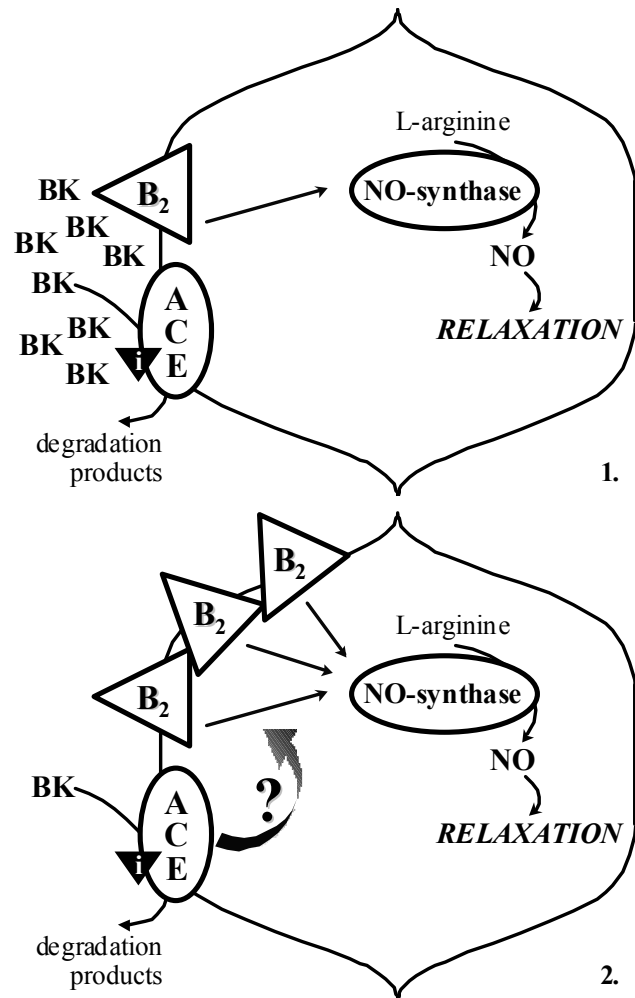 L-arginine
BK
B₂
NO-synthase
BK
BK
BK
NO
BK
A
C
E
BK
BK
RELAXATION
i
BK
degradation
products
1.
B₂
B₂
L-arginine
B₂
NO-synthase
NO
BK
?
A
C
E
RELAXATION
i
degradation
products
2.